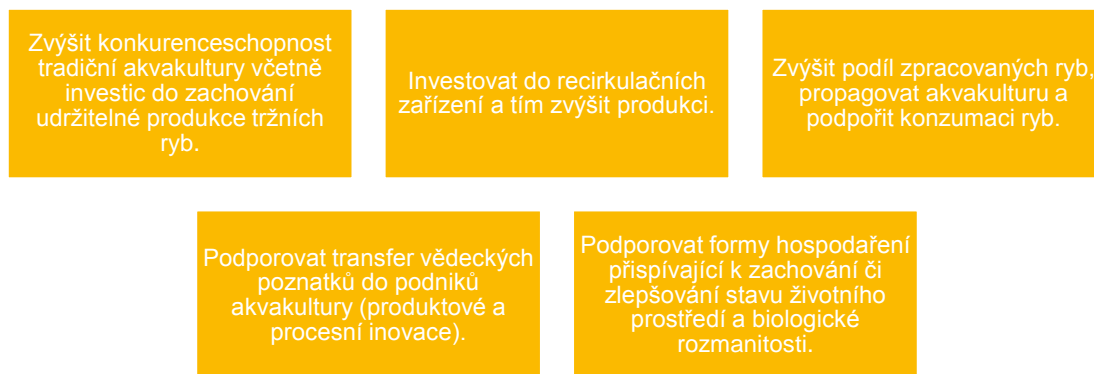 Zvýšit konkurenceschopnost
tradiční akvakultury včetně
investic do zachování
udržitelné produkce tržních
ryb.
Investovat do recirkulačních
zařízení a tím zvýšit produkci.
Zvýšit podíl zpracovaných ryb,
propagovat akvakulturu a
podpořit konzumaci ryb.
Podporovat transfer vědeckých
poznatků do podniků
akvakultury (produktové a
procesní inovace).
Podporovat formy hospodaření
přispívající k zachování či
zlepšování stavu životního
prostředí a biologické
rozmanitosti.